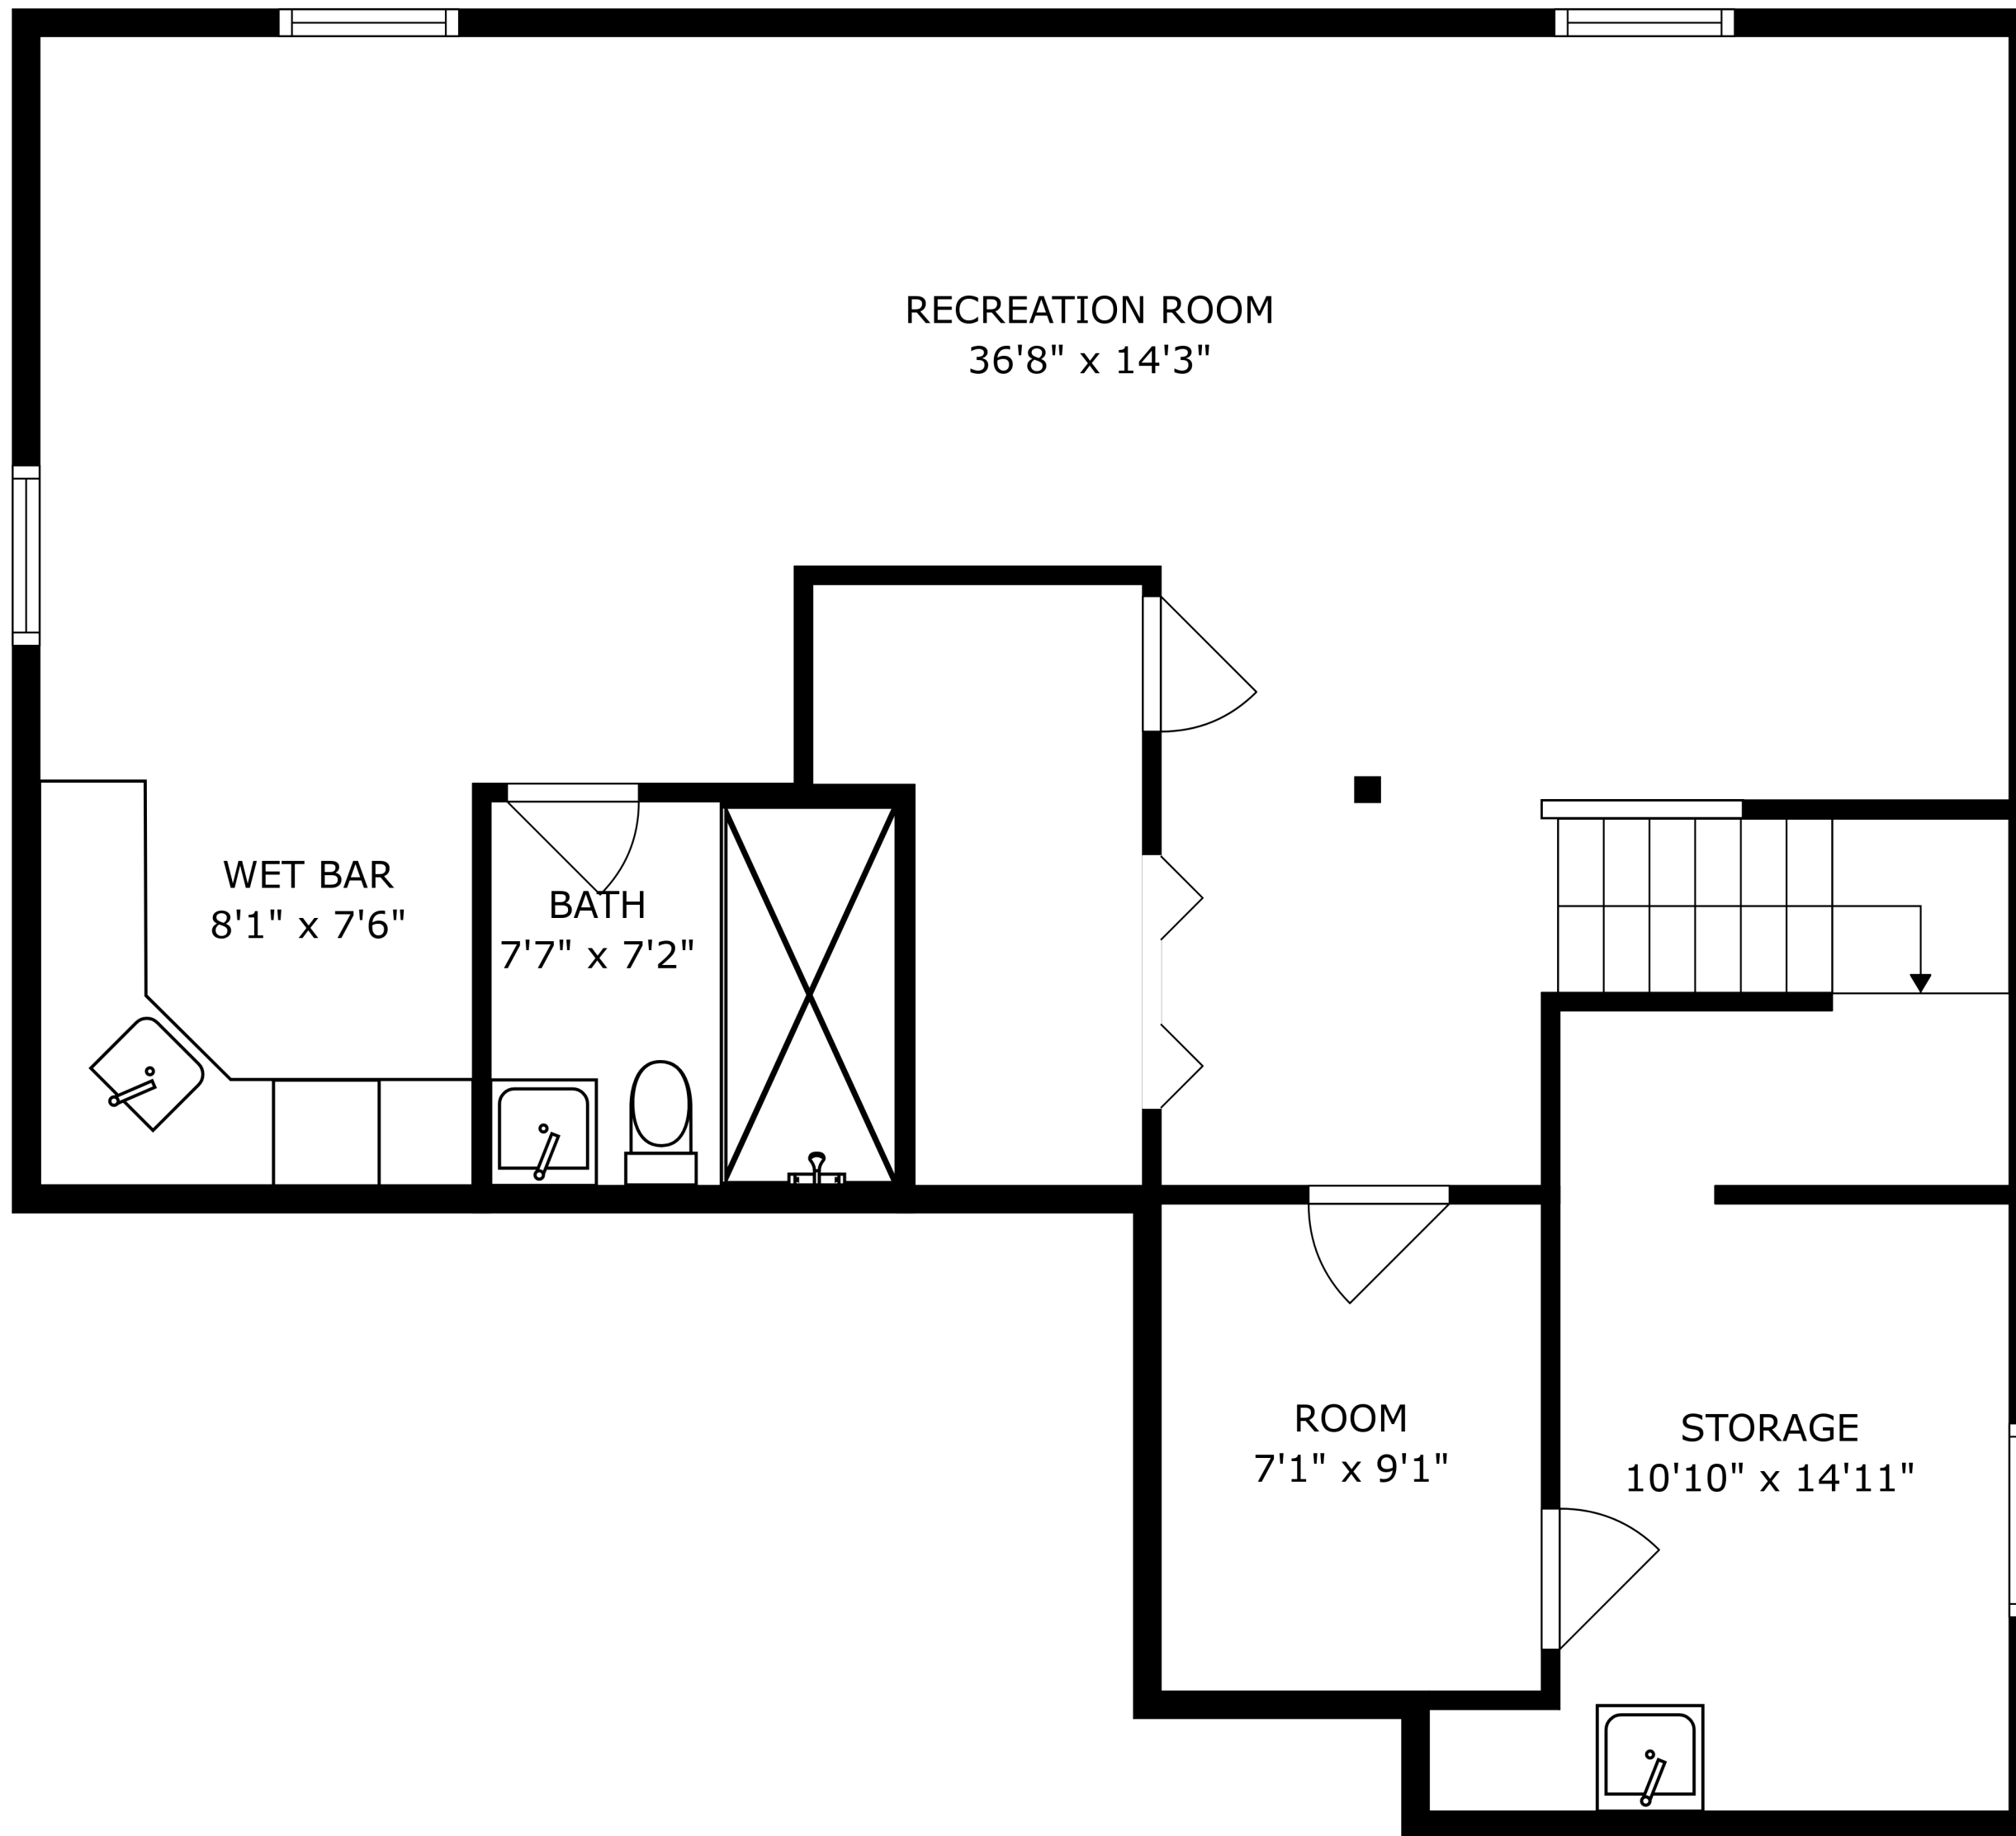 RECREATION ROOM
36'8" x 14'3"
WET BAR
8'1" x 7'6"
BATH
7'7" x 7'2"
ROOM
7'1" x 9'1"
STORAGE
10'10" x 14'11"